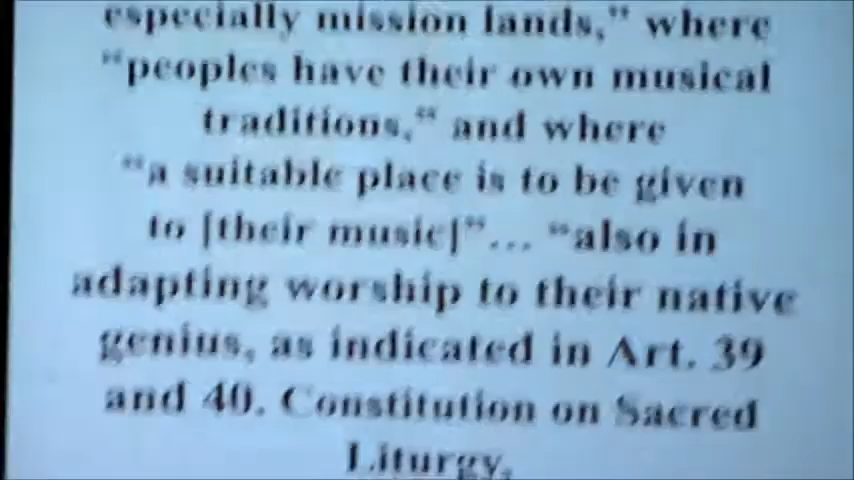 especially mission lands," where
"peoples have their own musical
traditions," and where
"a suitable place is to be given
to [their music]"... "also in
adapting worship to their native
genius, as indicated in Art. 39
and 40. Constitution on Sacred
Liturgy,